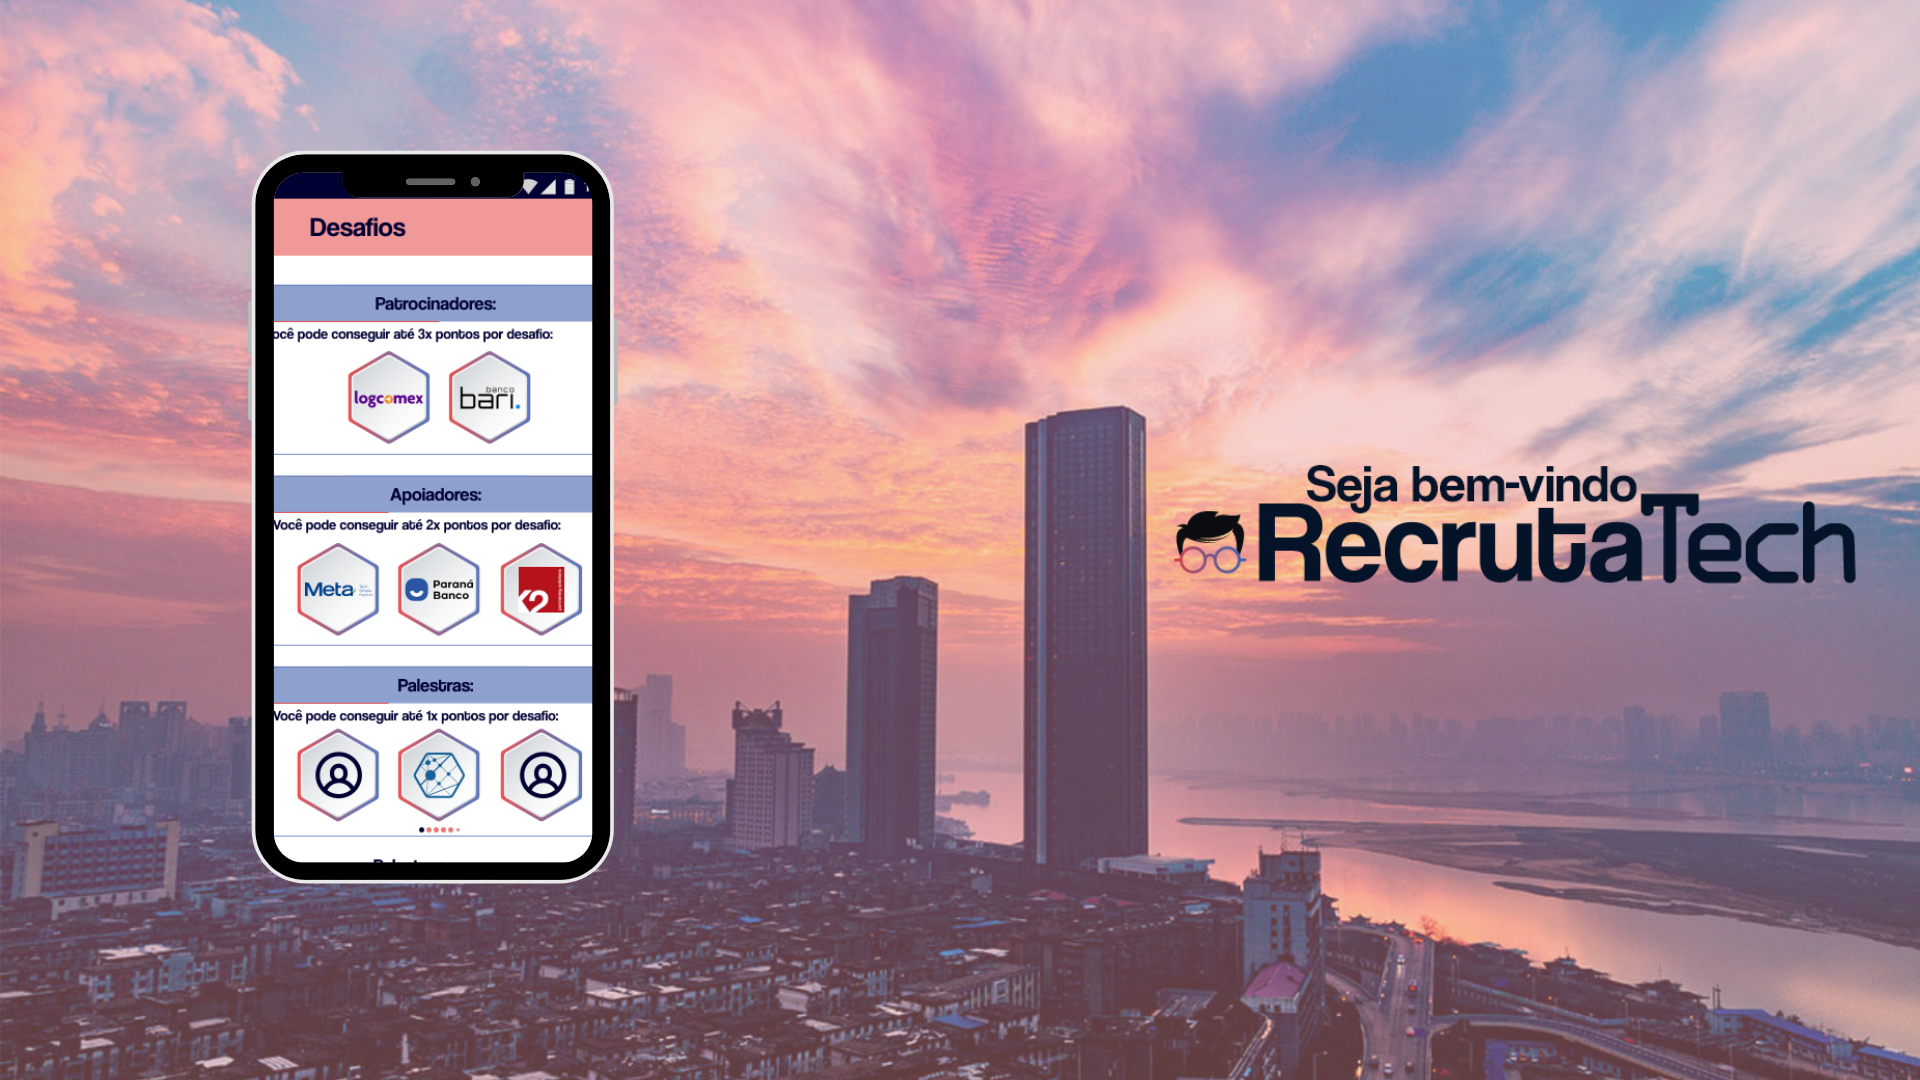 Desafios
Patrocinadores:
ocê pode conseguir até 3x pontos por desafio:
logcomex
banco
bari.
Apoiadores:
Você pode conseguir até 2x pontos por desafio:
Meta
Paraná
Banco
K2
Palestras:
Você pode conseguir até 1x pontos por desafio:
Seja bem-vindo
RecrutaTech